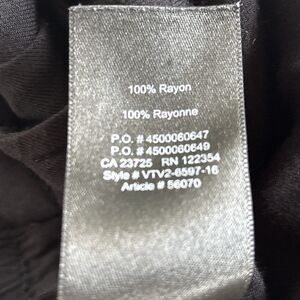 100% Rayon
100% Rayonne
P.O. # 4500060647
P.O. # 4500060649
CA 23725 RN 122354
Style # VTV2-6597-16
Article # 56070